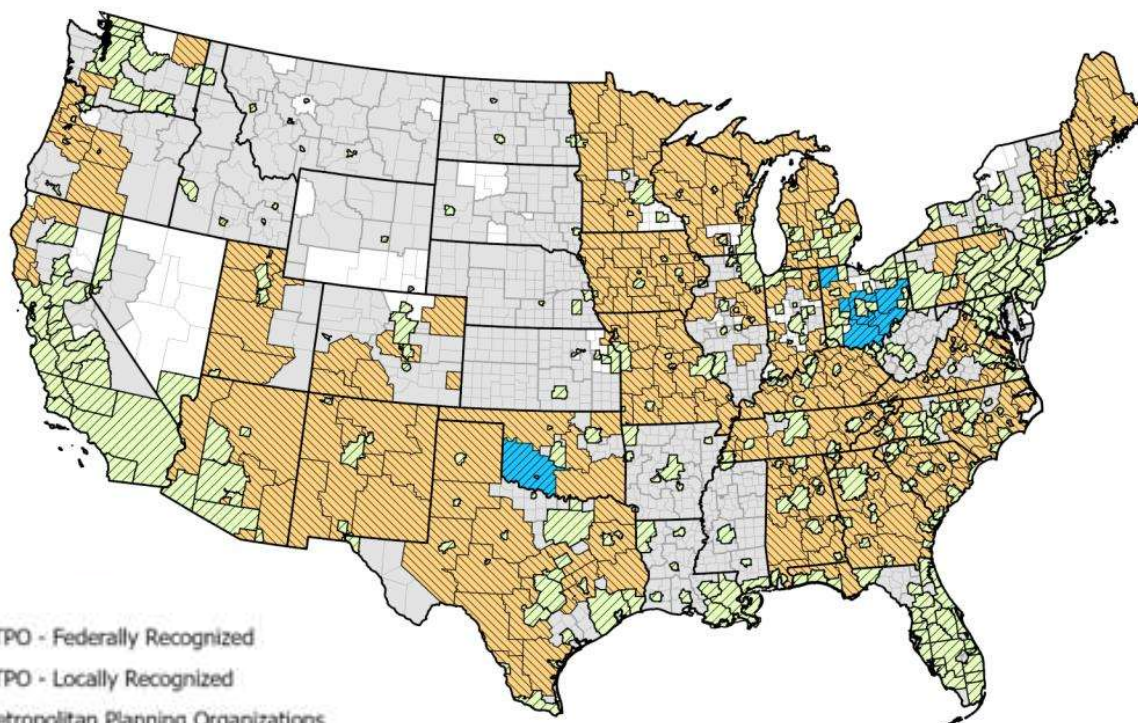 TPO - Federally Recognized
TPO - Locally Recognized
etropolitan Planning Organizations